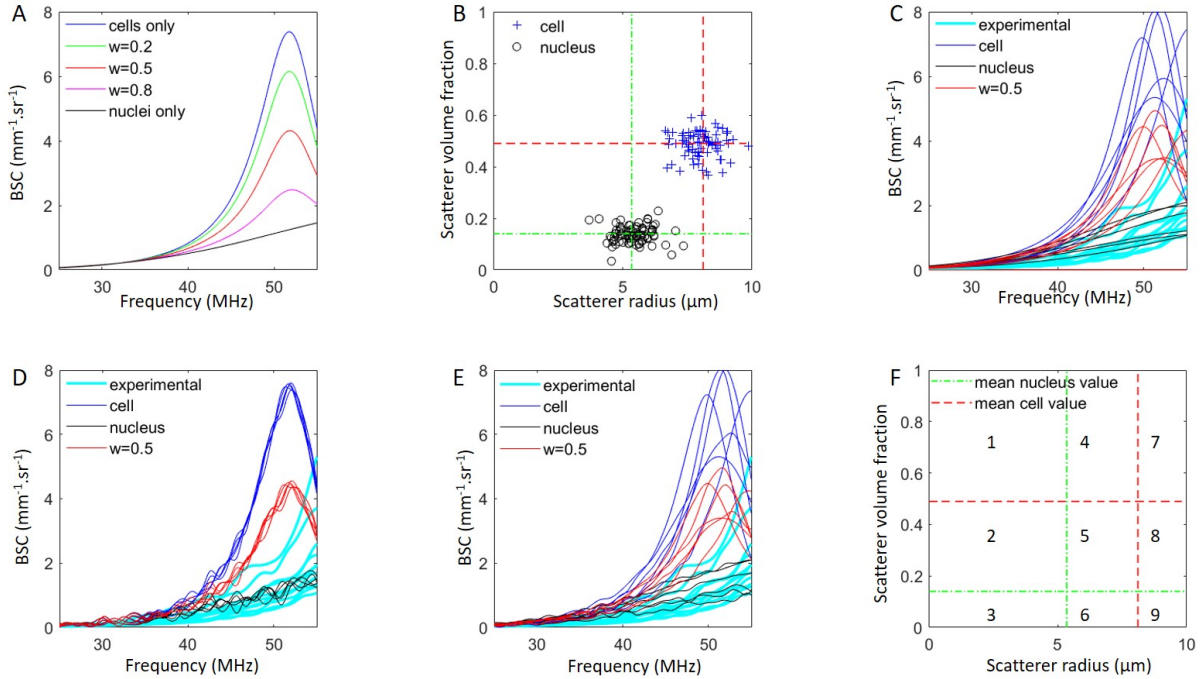 A
cells only
w=0.2
w=0.5
w=0.8
nuclei only
BSC (mm⁻¹.sr⁻¹)
8
6
4
2
0
30
40
50
Frequency (MHz)
B
cell
nucleus
Scatterer volume fraction
1
0.8
0.6
0.4
0.2
0
0
5
10
Scatterer radius (μm)
C
experimental
cell
nucleus
w=0.5
BSC (mm⁻¹.sr⁻¹)
8
6
4
2
0
30
40
50
Frequency (MHz)
D
experimental
cell
nucleus
w=0.5
BSC (mm⁻¹.sr⁻¹)
8
6
4
2
0
30
40
50
Frequency (MHz)
E
experimental
cell
nucleus
w=0.5
BSC (mm⁻¹.sr⁻¹)
8
6
4
2
0
30
40
50
Frequency (MHz)
F
mean nucleus value
mean cell value
1 4 7
2 5 8
3 6 9
Scatterer volume fraction
1
0.8
0.6
0.4
0.2
0
0
5
10
Scatterer radius (μm)